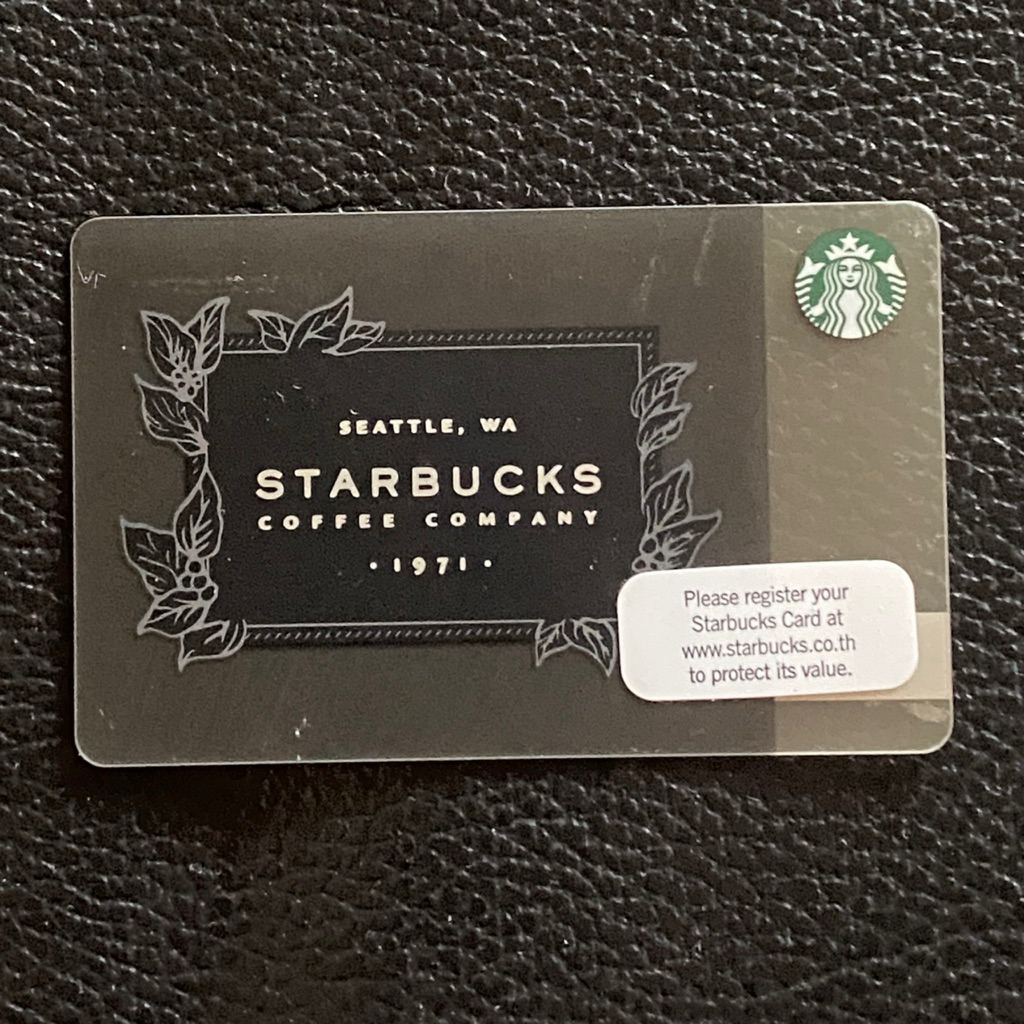 SEATTLE, WA
STARBUCKS
COFFEE COMPANY
• 1971 •
Please register your
Starbucks Card at
www.starbucks.co.th
to protect its value.